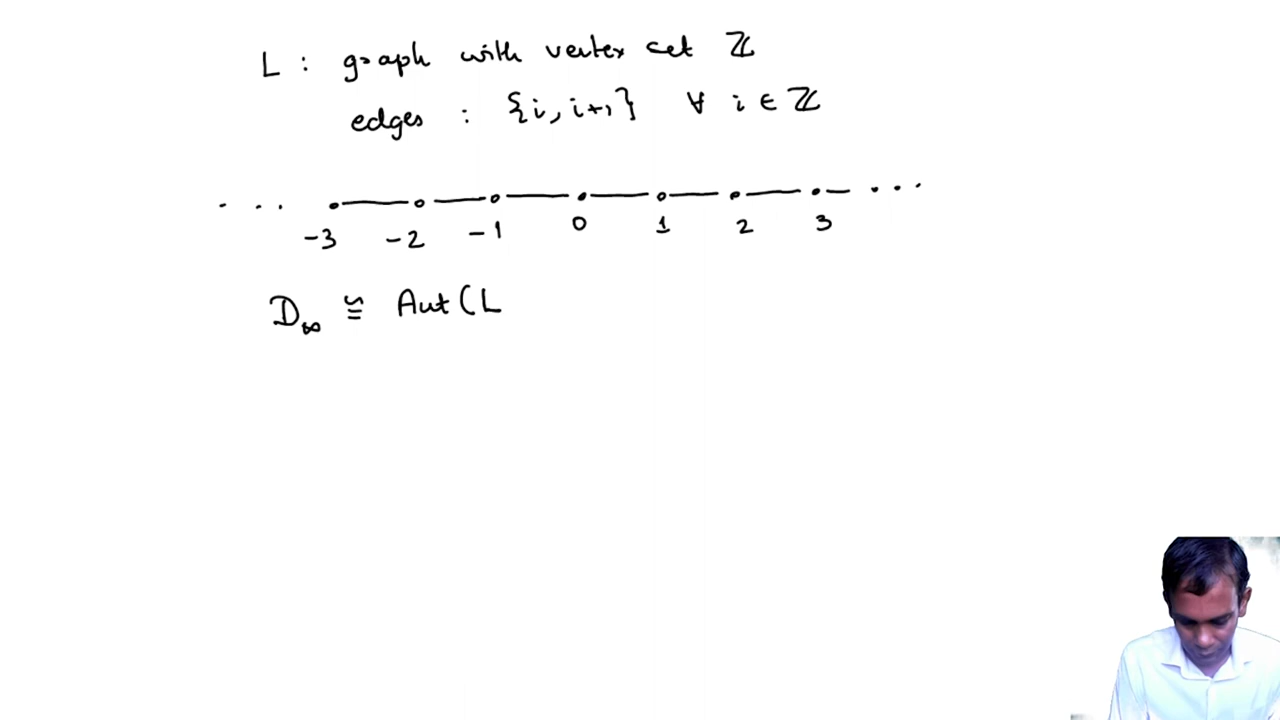 L : graph with vertex set ℤ
edges : {i, i+1} ∀ i ∈ ℤ
... -3 -2 -1 0 1 2 3 ...
D∞ ≅ Aut(L